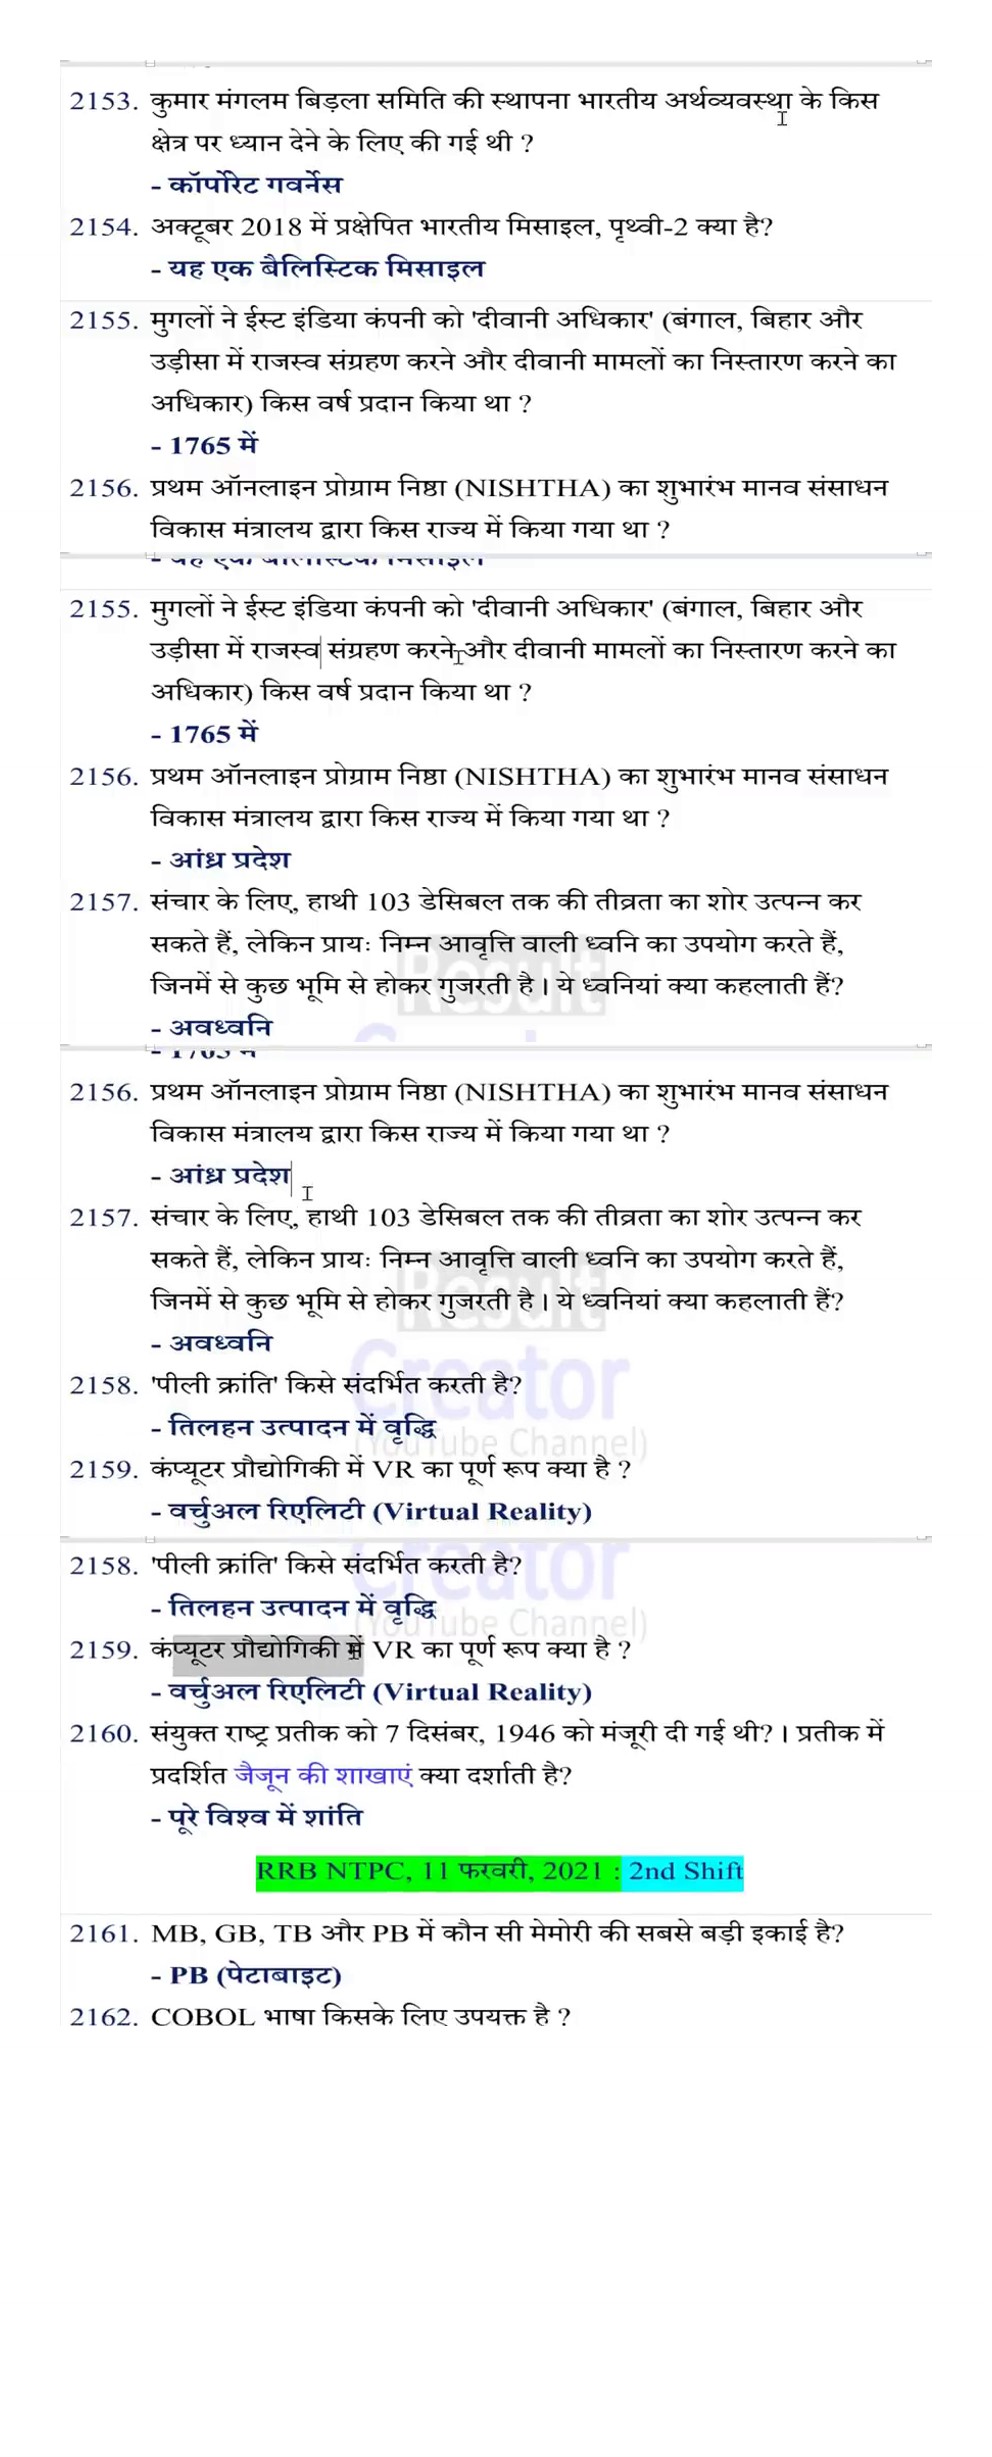 2153. कुमार मंगलम बिड़ला समिति की स्थापना भारतीय अर्थव्यवस्था के किस
क्षेत्र पर ध्यान देने के लिए की गई थी ?
- कॉर्पोरेट गवर्नेंस
2154. अक्टूबर 2018 में प्रक्षेपित भारतीय मिसाइल, पृथ्वी-2 क्या है?
- यह एक बैलिस्टिक मिसाइल
2155. मुगलों ने ईस्ट इंडिया कंपनी को 'दीवानी अधिकार' (बंगाल, बिहार और
उड़ीसा में राजस्व संग्रहण करने और दीवानी मामलों का निस्तारण करने का
अधिकार) किस वर्ष प्रदान किया था ?
- 1765 में
2156. प्रथम ऑनलाइन प्रोग्राम निष्ठा (NISHTHA) का शुभारंभ मानव संसाधन
विकास मंत्रालय द्वारा किस राज्य में किया गया था ?
- यह एक बैलिस्टिक मिसाइल
2155. मुगलों ने ईस्ट इंडिया कंपनी को 'दीवानी अधिकार' (बंगाल, बिहार और
उड़ीसा में राजस्व संग्रहण करने और दीवानी मामलों का निस्तारण करने का
अधिकार) किस वर्ष प्रदान किया था ?
- 1765 में
2156. प्रथम ऑनलाइन प्रोग्राम निष्ठा (NISHTHA) का शुभारंभ मानव संसाधन
विकास मंत्रालय द्वारा किस राज्य में किया गया था ?
- आंध्र प्रदेश
2157. संचार के लिए, हाथी 103 डेसिबल तक की तीव्रता का शोर उत्पन्न कर
सकते हैं, लेकिन प्रायः निम्न आवृत्ति वाली ध्वनि का उपयोग करते हैं,
जिनमें से कुछ भूमि से होकर गुजरती है। ये ध्वनियां क्या कहलाती हैं?
Result
- अवध्वनि
- 1765 में
2156. प्रथम ऑनलाइन प्रोग्राम निष्ठा (NISHTHA) का शुभारंभ मानव संसाधन
विकास मंत्रालय द्वारा किस राज्य में किया गया था ?
- आंध्र प्रदेश
2157. संचार के लिए, हाथी 103 डेसिबल तक की तीव्रता का शोर उत्पन्न कर
सकते हैं, लेकिन प्रायः निम्न आवृत्ति वाली ध्वनि का उपयोग करते हैं,
जिनमें से कुछ भूमि से होकर गुजरती है। ये ध्वनियां क्या कहलाती हैं?
Result
- अवध्वनि
2158. 'पीली क्रांति' किसे संदर्भित करती है?
Creator
- तिलहन उत्पादन में वृद्धि
(YouTube Channel)
2159. कंप्यूटर प्रौद्योगिकी में VR का पूर्ण रूप क्या है ?
- वर्चुअल रिएलिटी (Virtual Reality)
2158. 'पीली क्रांति' किसे संदर्भित करती है?
Creator
- तिलहन उत्पादन में वृद्धि
(YouTube Channel)
2159. कंप्यूटर प्रौद्योगिकी में VR का पूर्ण रूप क्या है ?
- वर्चुअल रिएलिटी (Virtual Reality)
2160. संयुक्त राष्ट्र प्रतीक को 7 दिसंबर, 1946 को मंजूरी दी गई थी?। प्रतीक में
प्रदर्शित जैजून की शाखाएं क्या दर्शाती है?
- पूरे विश्व में शांति
RRB NTPC, 11 फरवरी, 2021 : 2nd Shift
2161. MB, GB, TB और PB में कौन सी मेमोरी की सबसे बड़ी इकाई है?
- PB (पेटाबाइट)
2162. COBOL भाषा किसके लिए उपयुक्त है ?